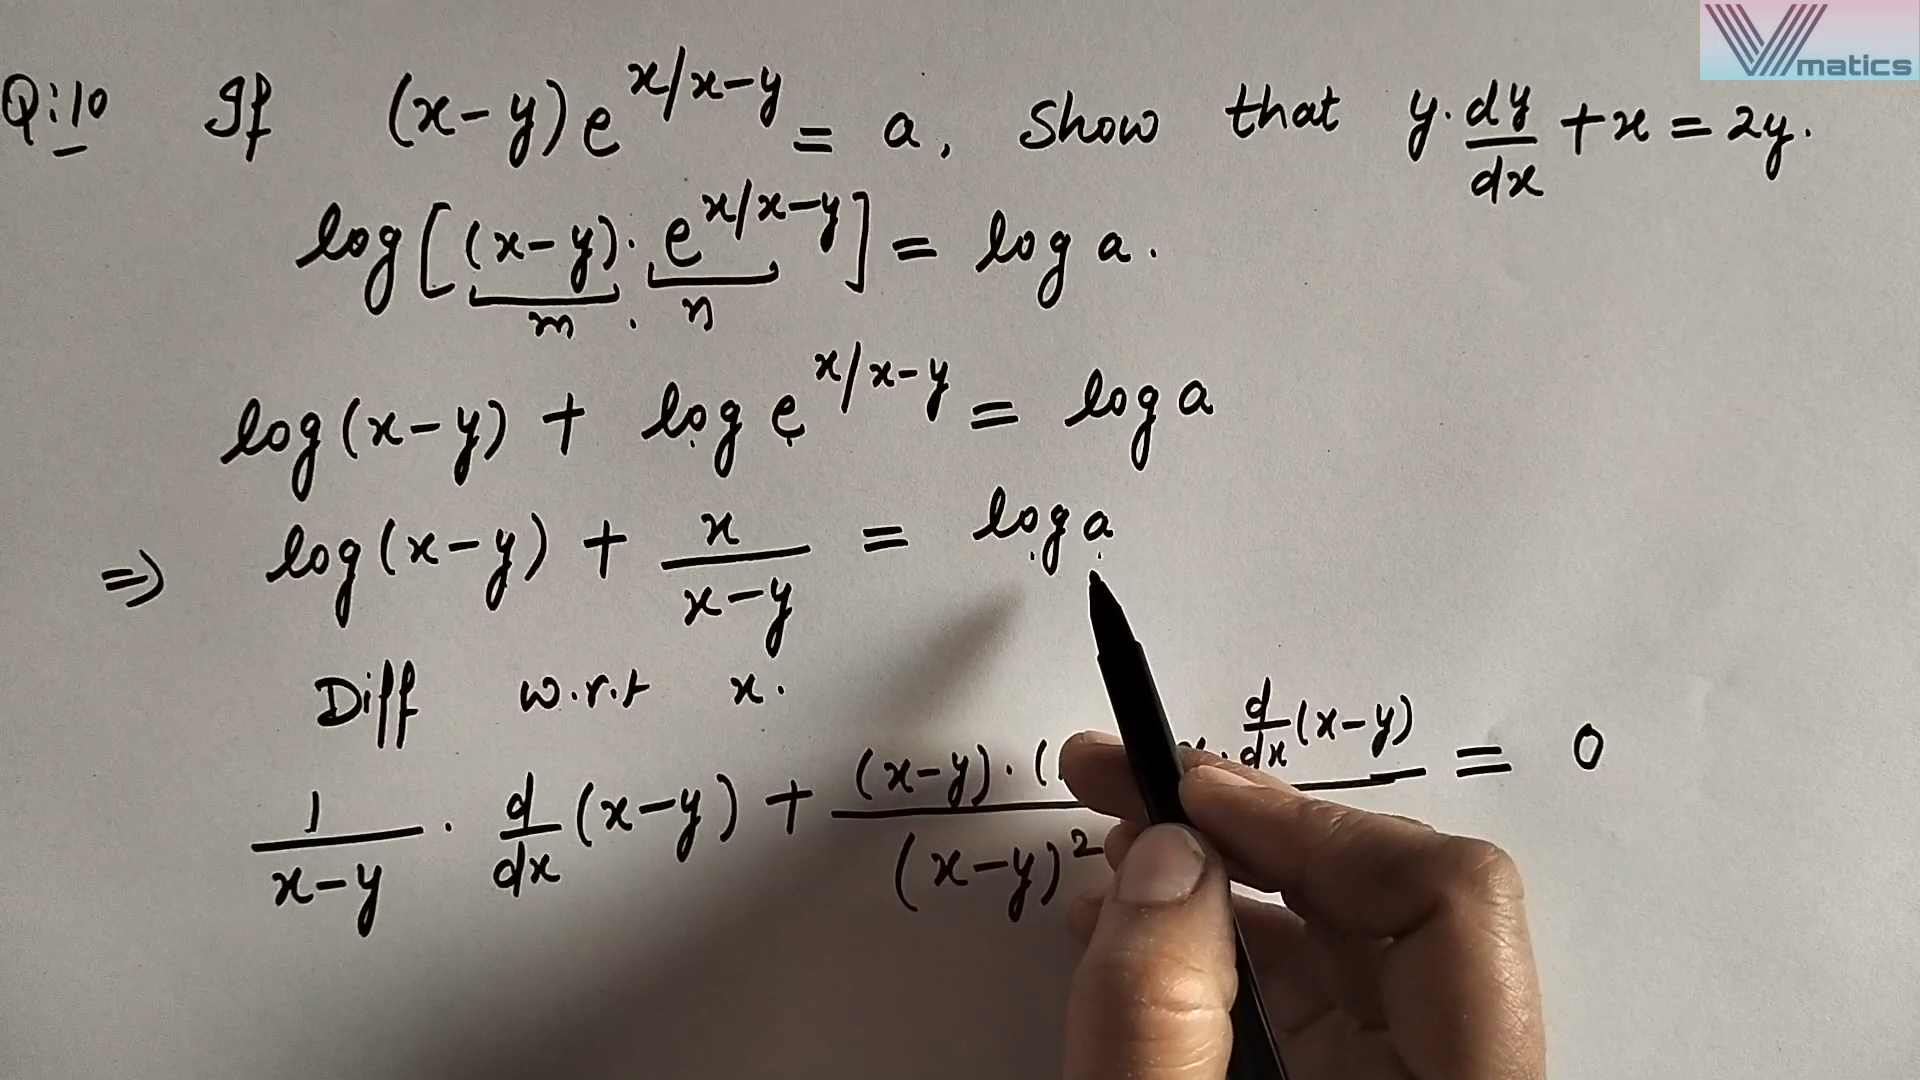 Vmatics
Q:10 If (x-y)e^{x/x-y} = a, Show that y.dy/dx + x = 2y.
log[(x-y).e^{x/x-y}] = log a.
m . n
log(x-y) + log e^{x/x-y} = log a
=> log(x-y) + x/x-y = log a
Diff w.r.t x.
1/x-y . d/dx (x-y) + (x-y).( . d/dx(x-y) / (x-y)^2 = 0